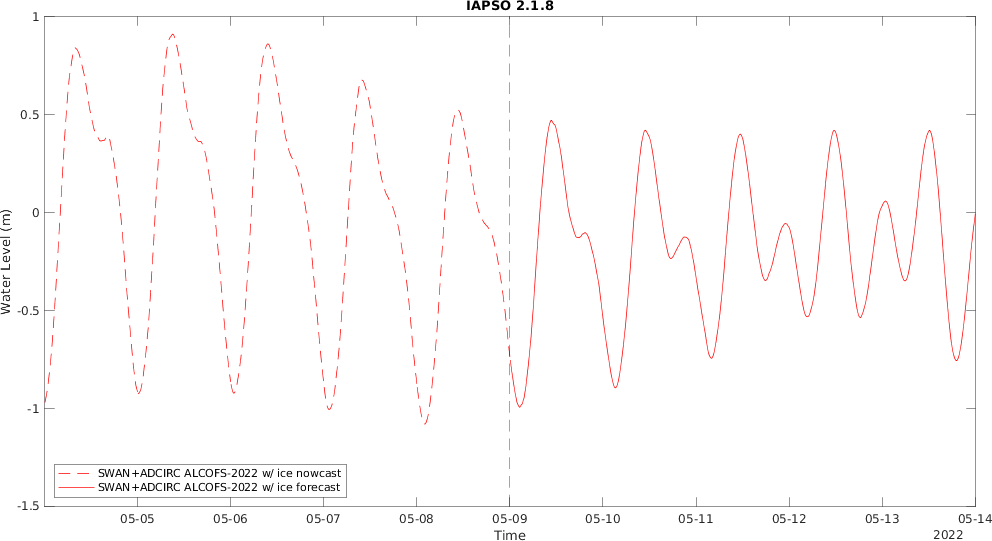 IAPSO 2.1.8
1
0.5
0
-0.5
-1
-1.5
Water Level (m)
SWAN+ADCIRC ALCOFS-2022 w/ ice nowcast
SWAN+ADCIRC ALCOFS-2022 w/ ice forecast
05-05 05-06 05-07 05-08 05-09 05-10 05-11 05-12 05-13 05-14
Time
2022